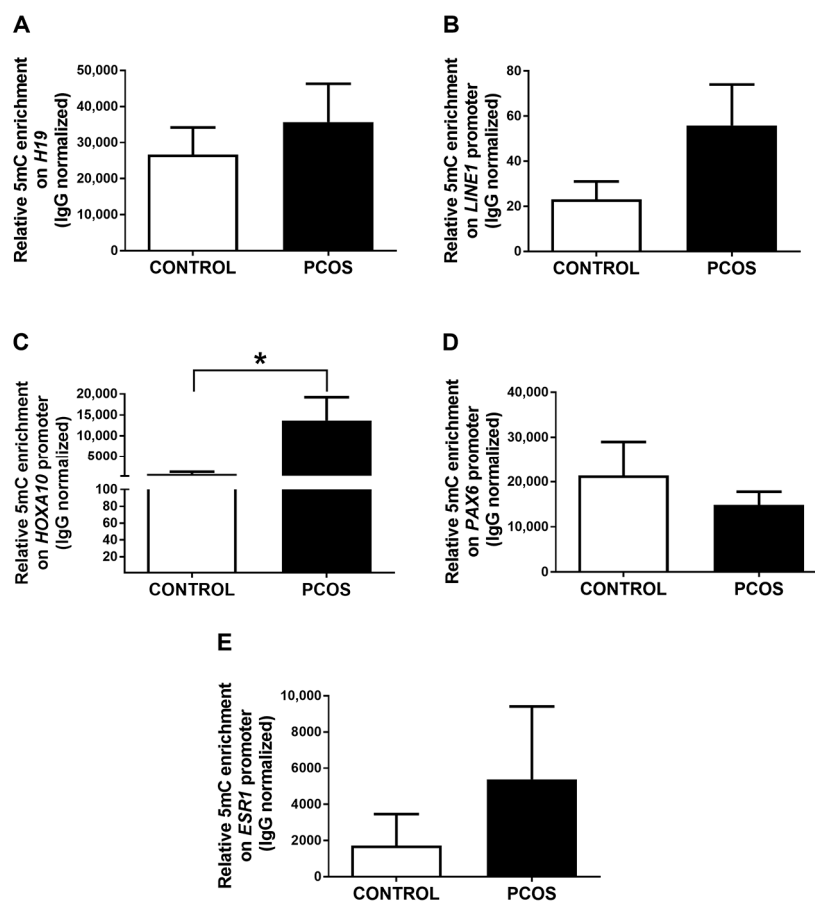 A
Relative 5mC enrichment
on H19
(IgG normalized)
50,000
40,000
30,000
20,000
10,000
0
CONTROL
PCOS
B
Relative 5mC enrichment
on LINE1 promoter
(IgG normalized)
80
60
40
20
0
CONTROL
PCOS
C
Relative 5mC enrichment
on HOXA10 promoter
(IgG normalized)
*
20,000
15,000
10,000
5000
100
80
60
40
20
CONTROL
PCOS
D
Relative 5mC enrichment
on PAX6 promoter
(IgG normalized)
40,000
30,000
20,000
10,000
0
CONTROL
PCOS
E
Relative 5mC enrichment
on ESR1 promoter
(IgG normalized)
10,000
8000
6000
4000
2000
0
CONTROL
PCOS